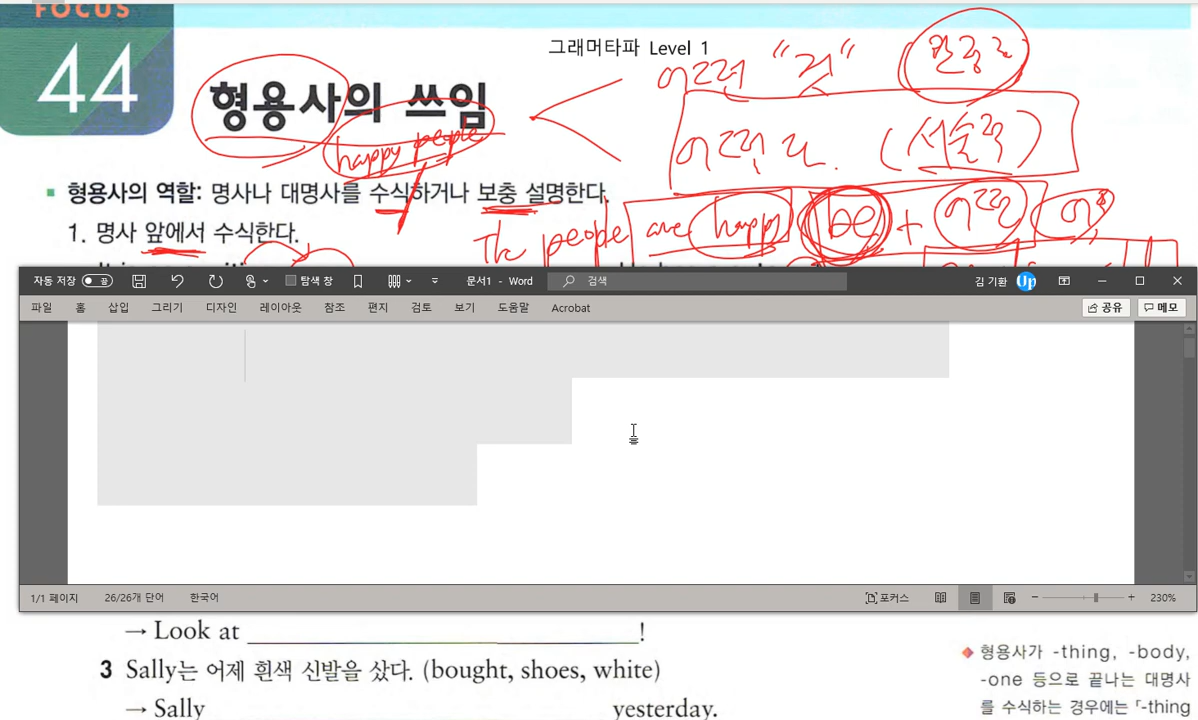 FOCUS
44
그래머타파 Level 1
형용사의 쓰임
어떤 "것"
어떻다. (서술적)
happy people
형용사의 역할: 명사나 대명사를 수식하거나 보충 설명한다.
The people are happy be +
1. 명사 앞에서 수식한다.
자동 저장 끔 탐색 창 문서1 - Word 검색 김 기환 Up
파일 홈 삽입 그리기 디자인 레이아웃 참조 편지 검토 보기 도움말 Acrobat 공유 메모
1/1 페이지 26/26개 단어 한국어 포커스 230%
→ Look at !
3 Sally는 어제 흰색 신발을 샀다. (bought, shoes, white)
→ Sally yesterday.
형용사가 -thing, -body,
-one 등으로 끝나는 대명사
를 수식하는 경우에는 「-thing